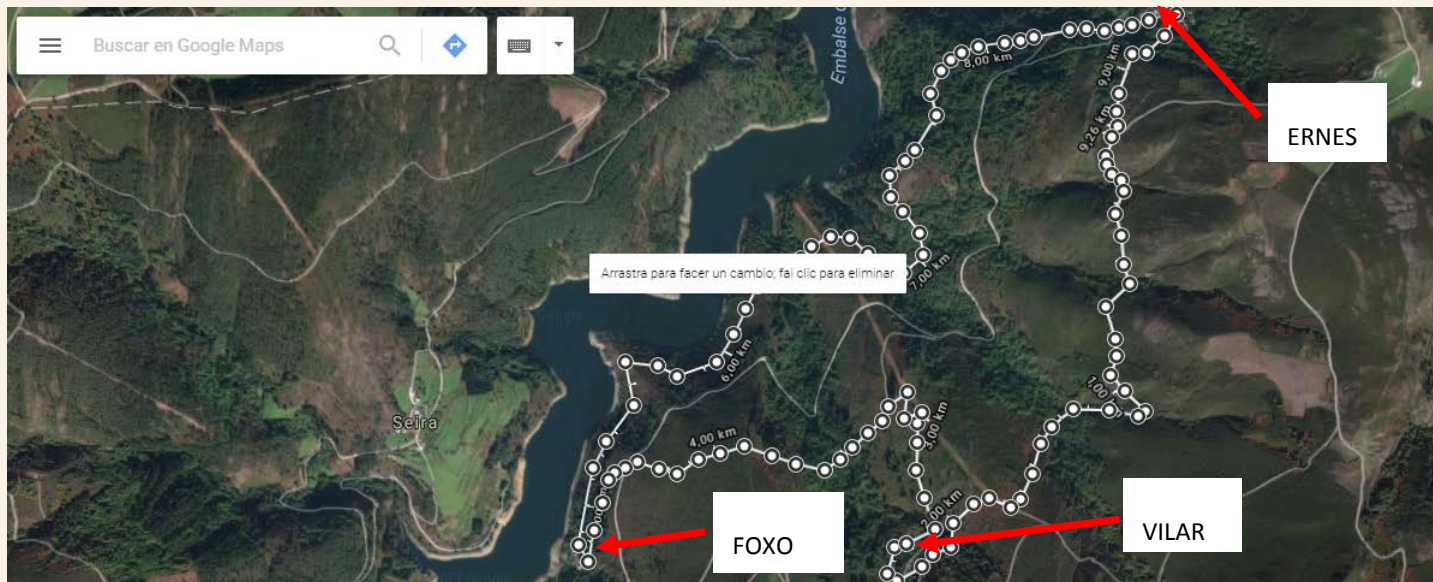 Buscar en Google Maps
Embalse
8,00 km
9,00 km
9,26 km
ERNES
Arrastra para facer un cambio; fai clic para eliminar
7,00 km
6,00 km
Seira
4,00 km
3,00 km
1,00
2,00 km
FOXO
VILAR